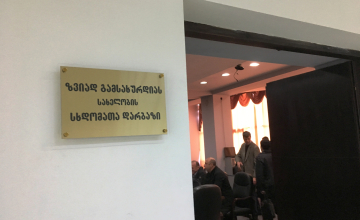 ზვიად გამსახურდიას
სახელობის
სხდომათა დარბაზი